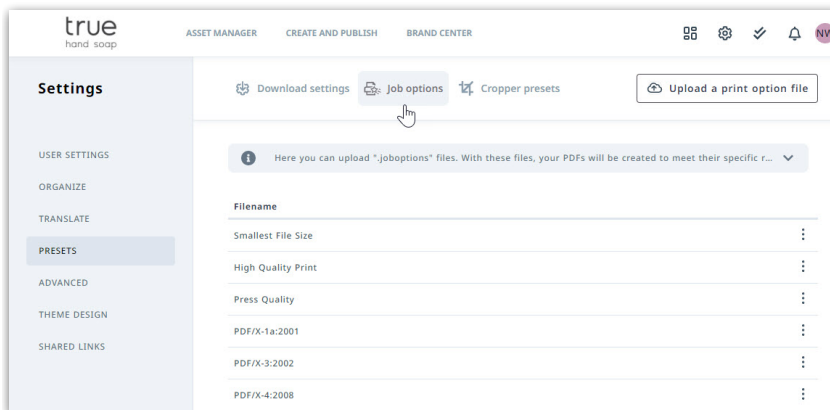 true
hand soap
ASSET MANAGER CREATE AND PUBLISH BRAND CENTER
NW
Settings
Download settings Job options Cropper presets Upload a print option file
USER SETTINGS
ORGANIZE
TRANSLATE
PRESETS
ADVANCED
THEME DESIGN
SHARED LINKS
Here you can upload ".joboptions" files. With these files, your PDFs will be created to meet their specific r...
Filename
Smallest File Size
High Quality Print
Press Quality
PDF/X-1a:2001
PDF/X-3:2002
PDF/X-4:2008